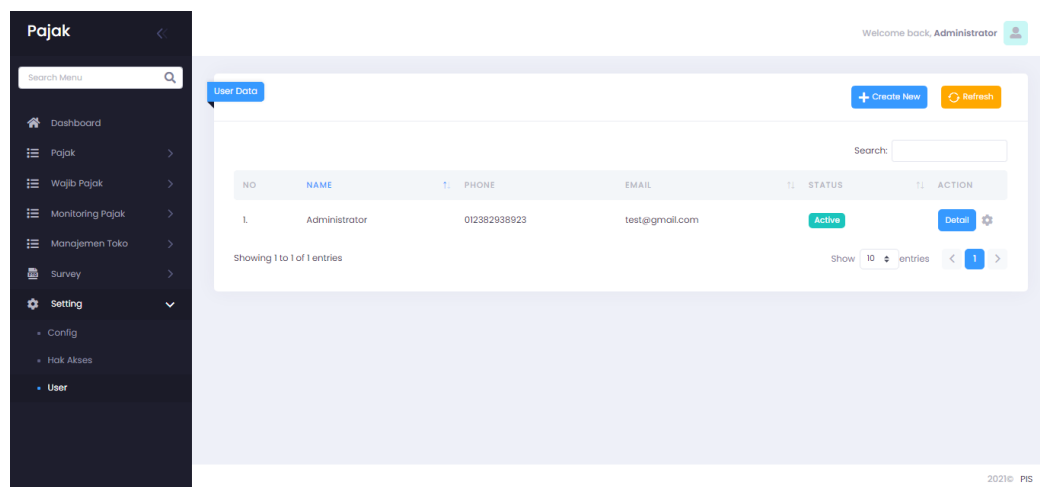 Pajak
Welcome back, Administrator
Search Menu
User Data
Create New
Refresh
Dashboard
Pajak
Wajib Pajak
Monitoring Pajak
Manajemen Toko
Survey
Setting
Config
Hak Akses
User
Search:
NO NAME PHONE EMAIL STATUS ACTION
1. Administrator 012382938923 test@gmail.com Active Detail
Showing 1 to 1 of 1 entries
Show 10 entries 1
2021© PIS